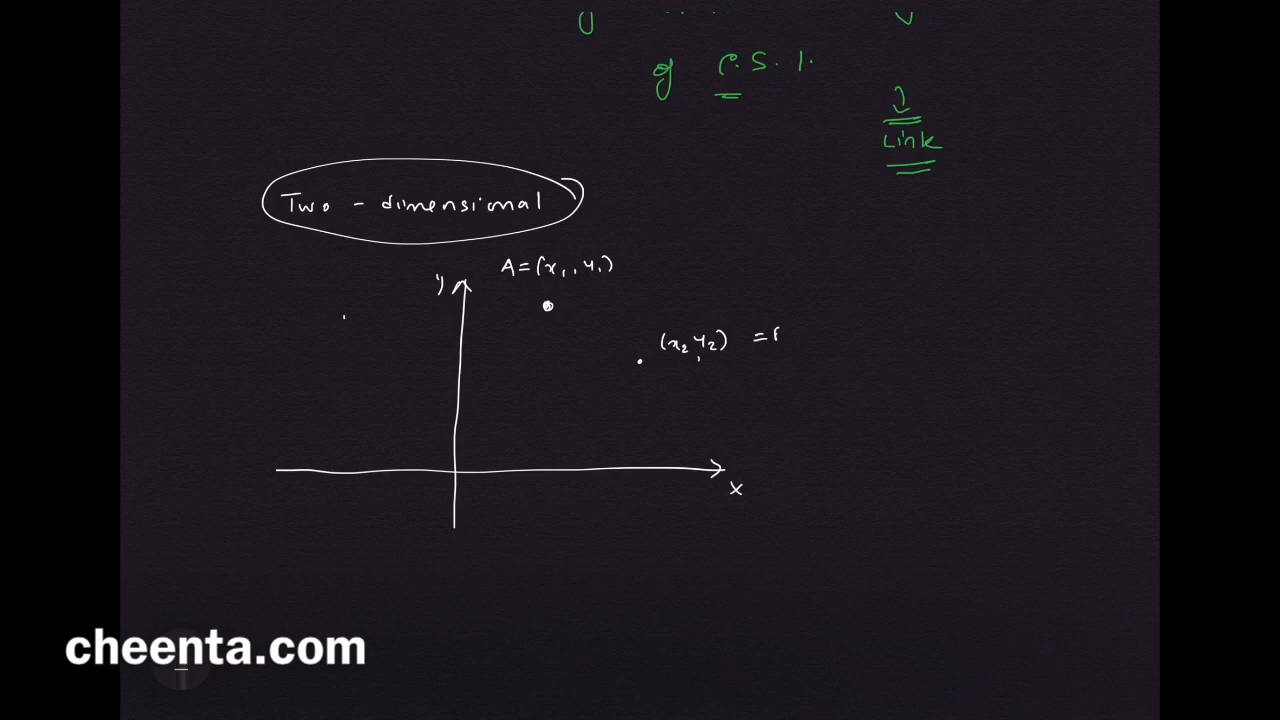 of C.S.I.
Link
Two - dimensional
y A = (x₁, y₁)
(x₂, y₂) =
x
cheenta.com